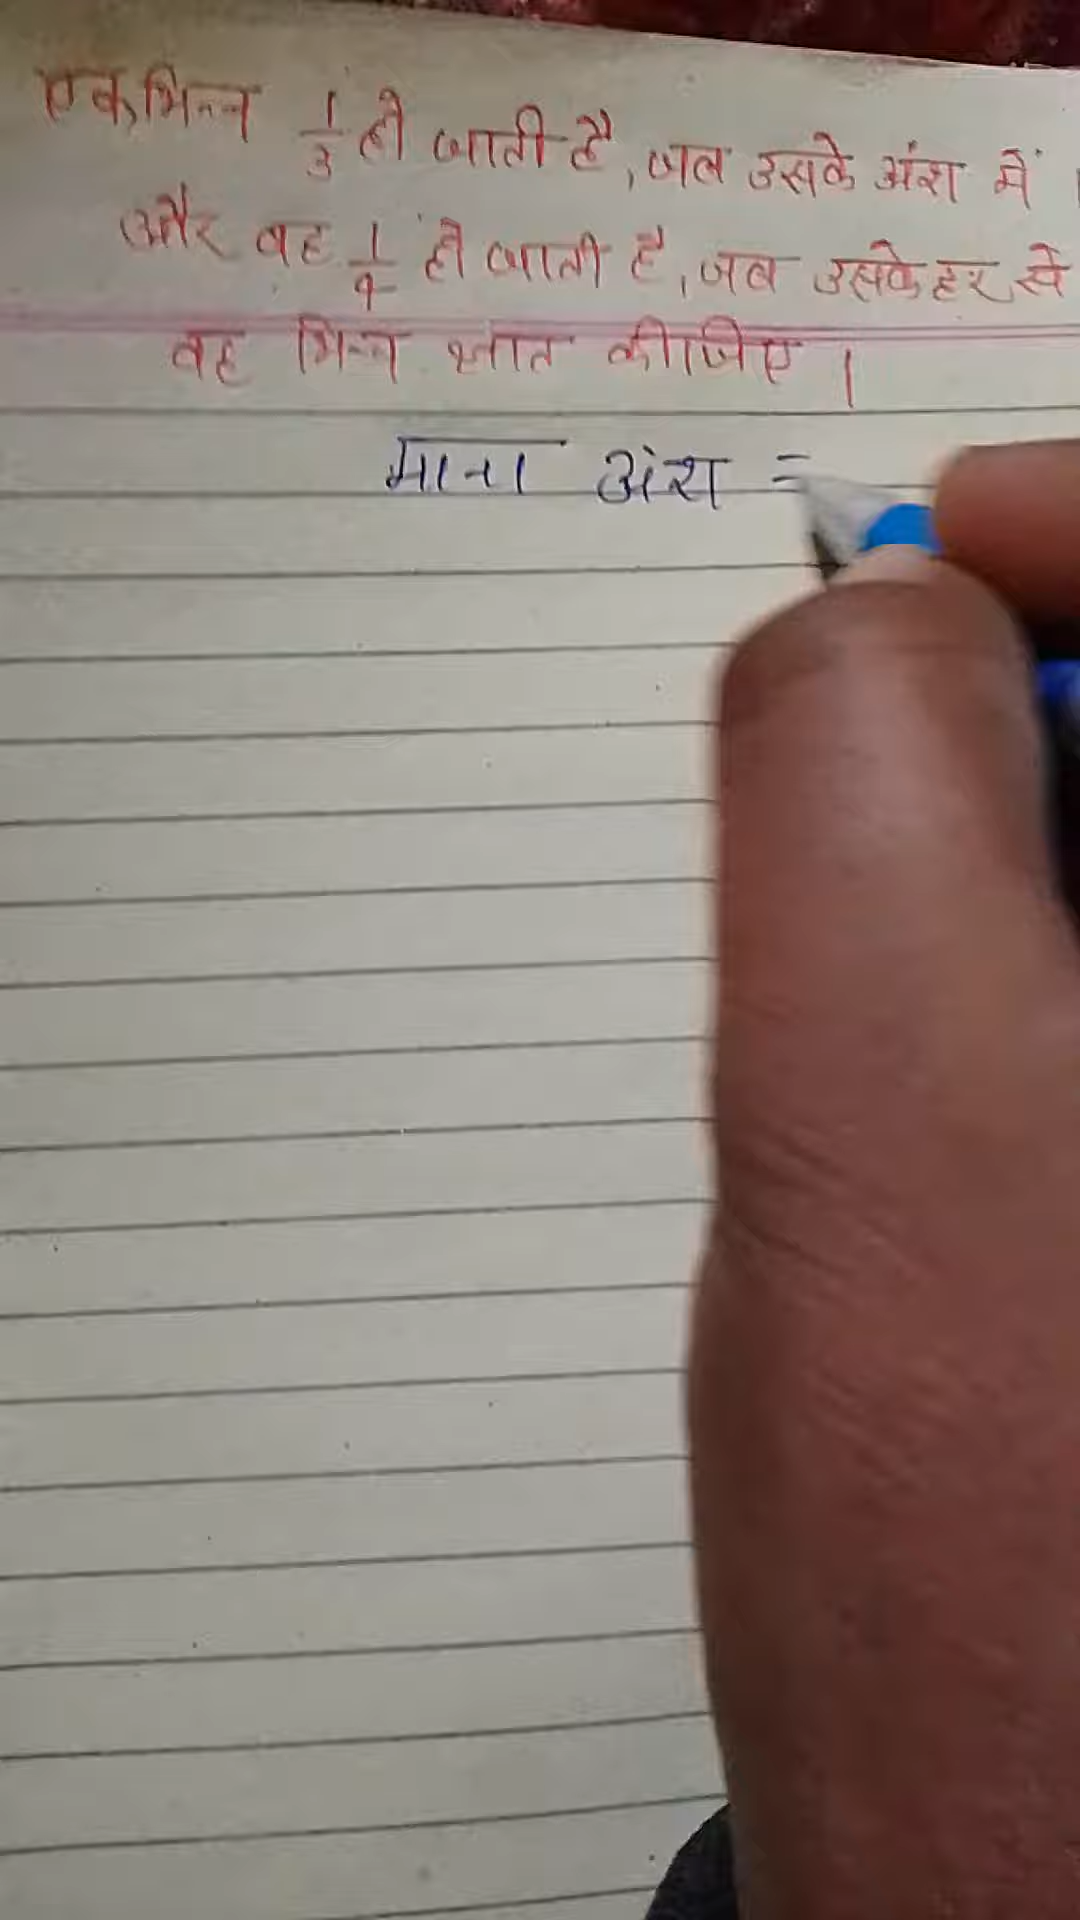 एक भिन्न 1/3 हो जाती है, जब उसके अंश में
और वह 1/4 हो जाती है, जब उसके हर से
वह भिन्न ज्ञात कीजिए ।
माना अंश =